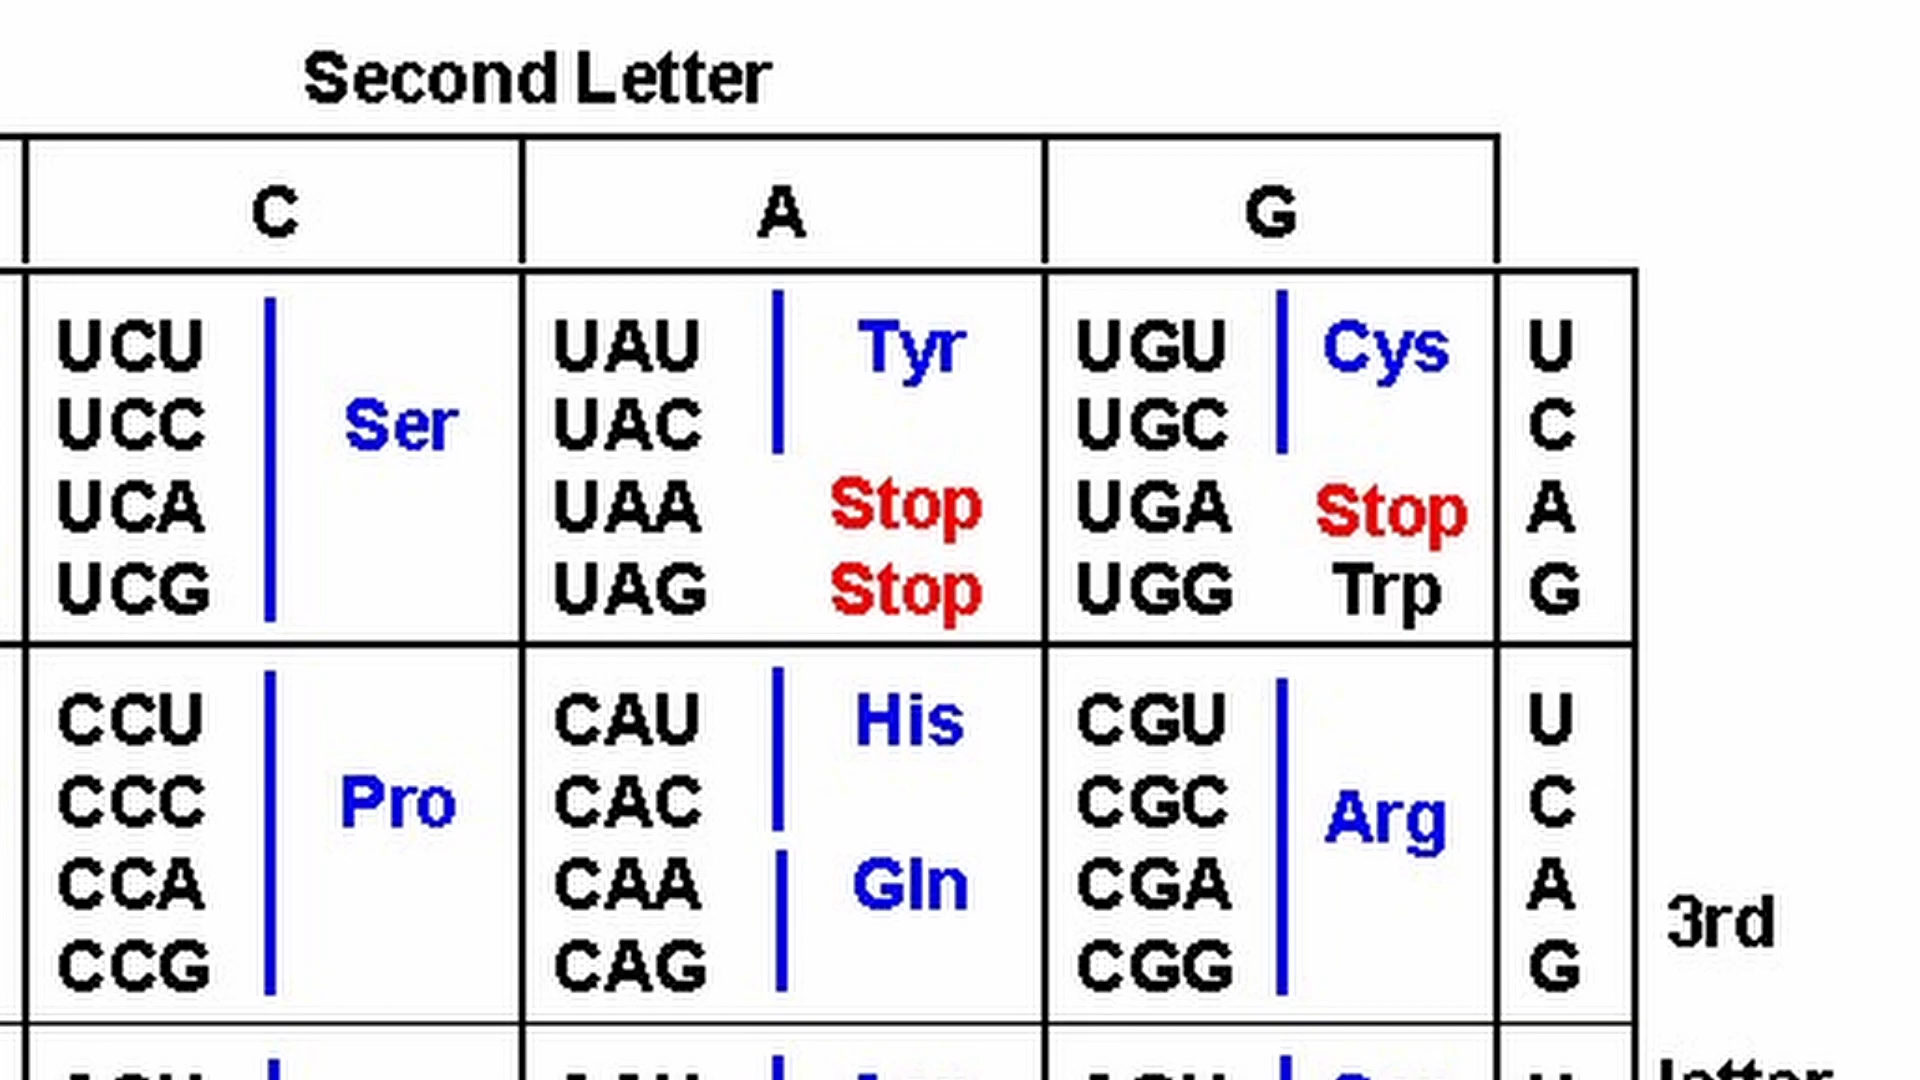 Second Letter
C A G
UCU UAU Tyr UGU Cys U
UCC Ser UAC UGC C
UCA UAA Stop UGA Stop A
UCG UAG Stop UGG Trp G
CCU CAU His CGU U
CCC Pro CAC CGC Arg C
CCA CAA Gln CGA A
CCG CAG CGG G
3rd
letter